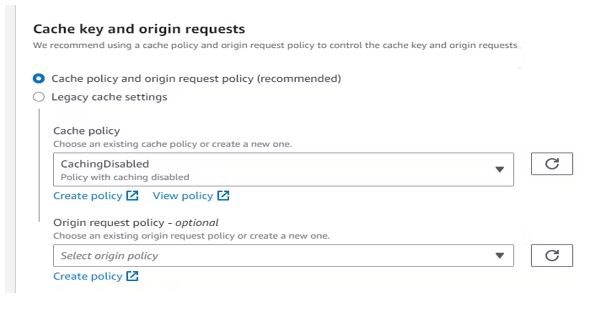 Cache key and origin requests
We recommend using a cache policy and origin request policy to control the cache key and origin requests.
Cache policy and origin request policy (recommended)
Legacy cache settings
Cache policy
Choose an existing cache policy or create a new one.
CachingDisabled
Policy with caching disabled
Create policy View policy
Origin request policy - optional
Choose an existing origin request policy or create a new one.
Select origin policy
Create policy